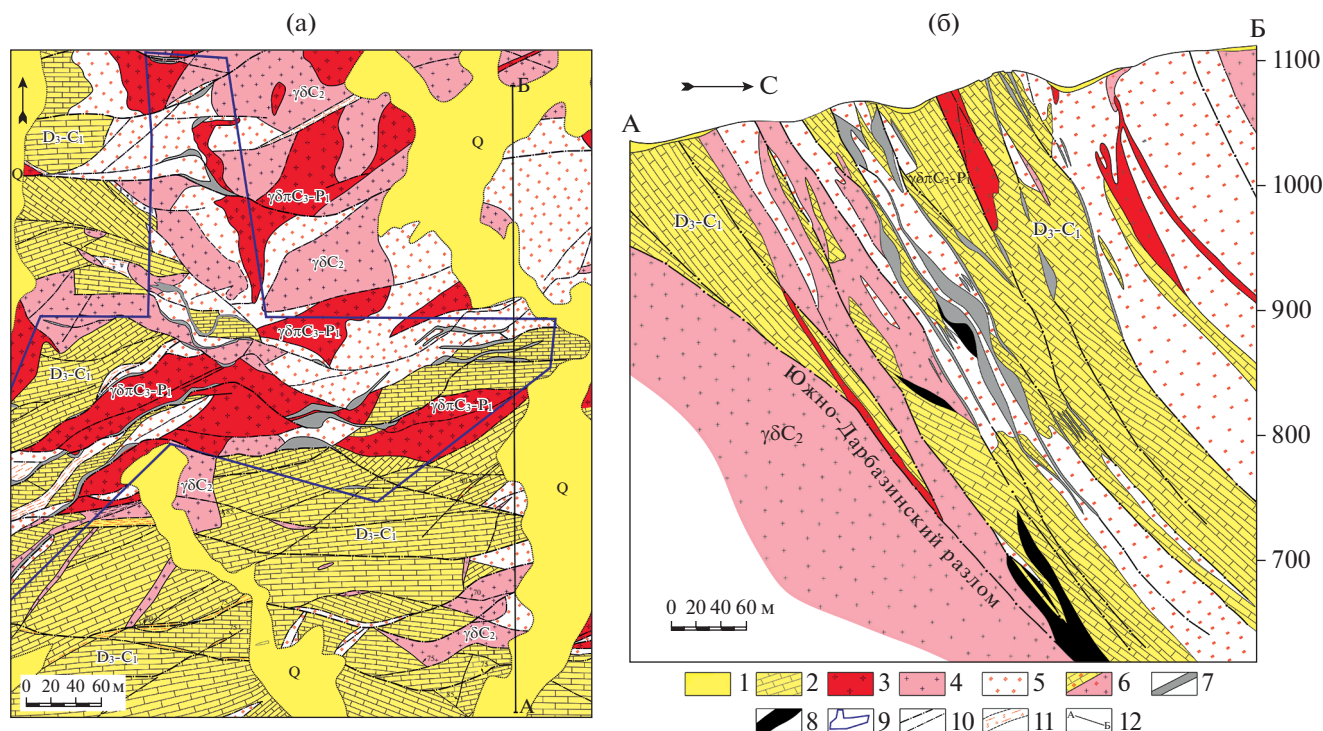 (а)
(б)
Б
γδC₂
D₃-C₁
Q
Q
γδπC₃-P₁
γδC₂
γδπC₃-P₁
D₃-C₁
γδπC₃-P₁
γδπC₃-P₁
γδC₂
Q
Q
D₃-C₁
D₃-C₁
γδC₂
Q
0 20 40 60 м
А
Б
С
А
1100
1000
900
800
700
γδπC₃-P₁
D₃-C₁
D₃-C₁
γδC₂
Южно-Дарбазинский разлом
0 20 40 60 м
1 2 3 4 5 6 7
8 9 10 11 А Б 12